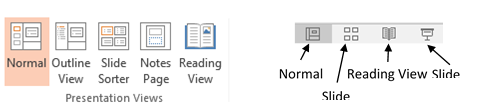 Normal Outline View Slide Sorter Notes Page Reading View
Presentation Views
Normal Reading View Slide
Slide